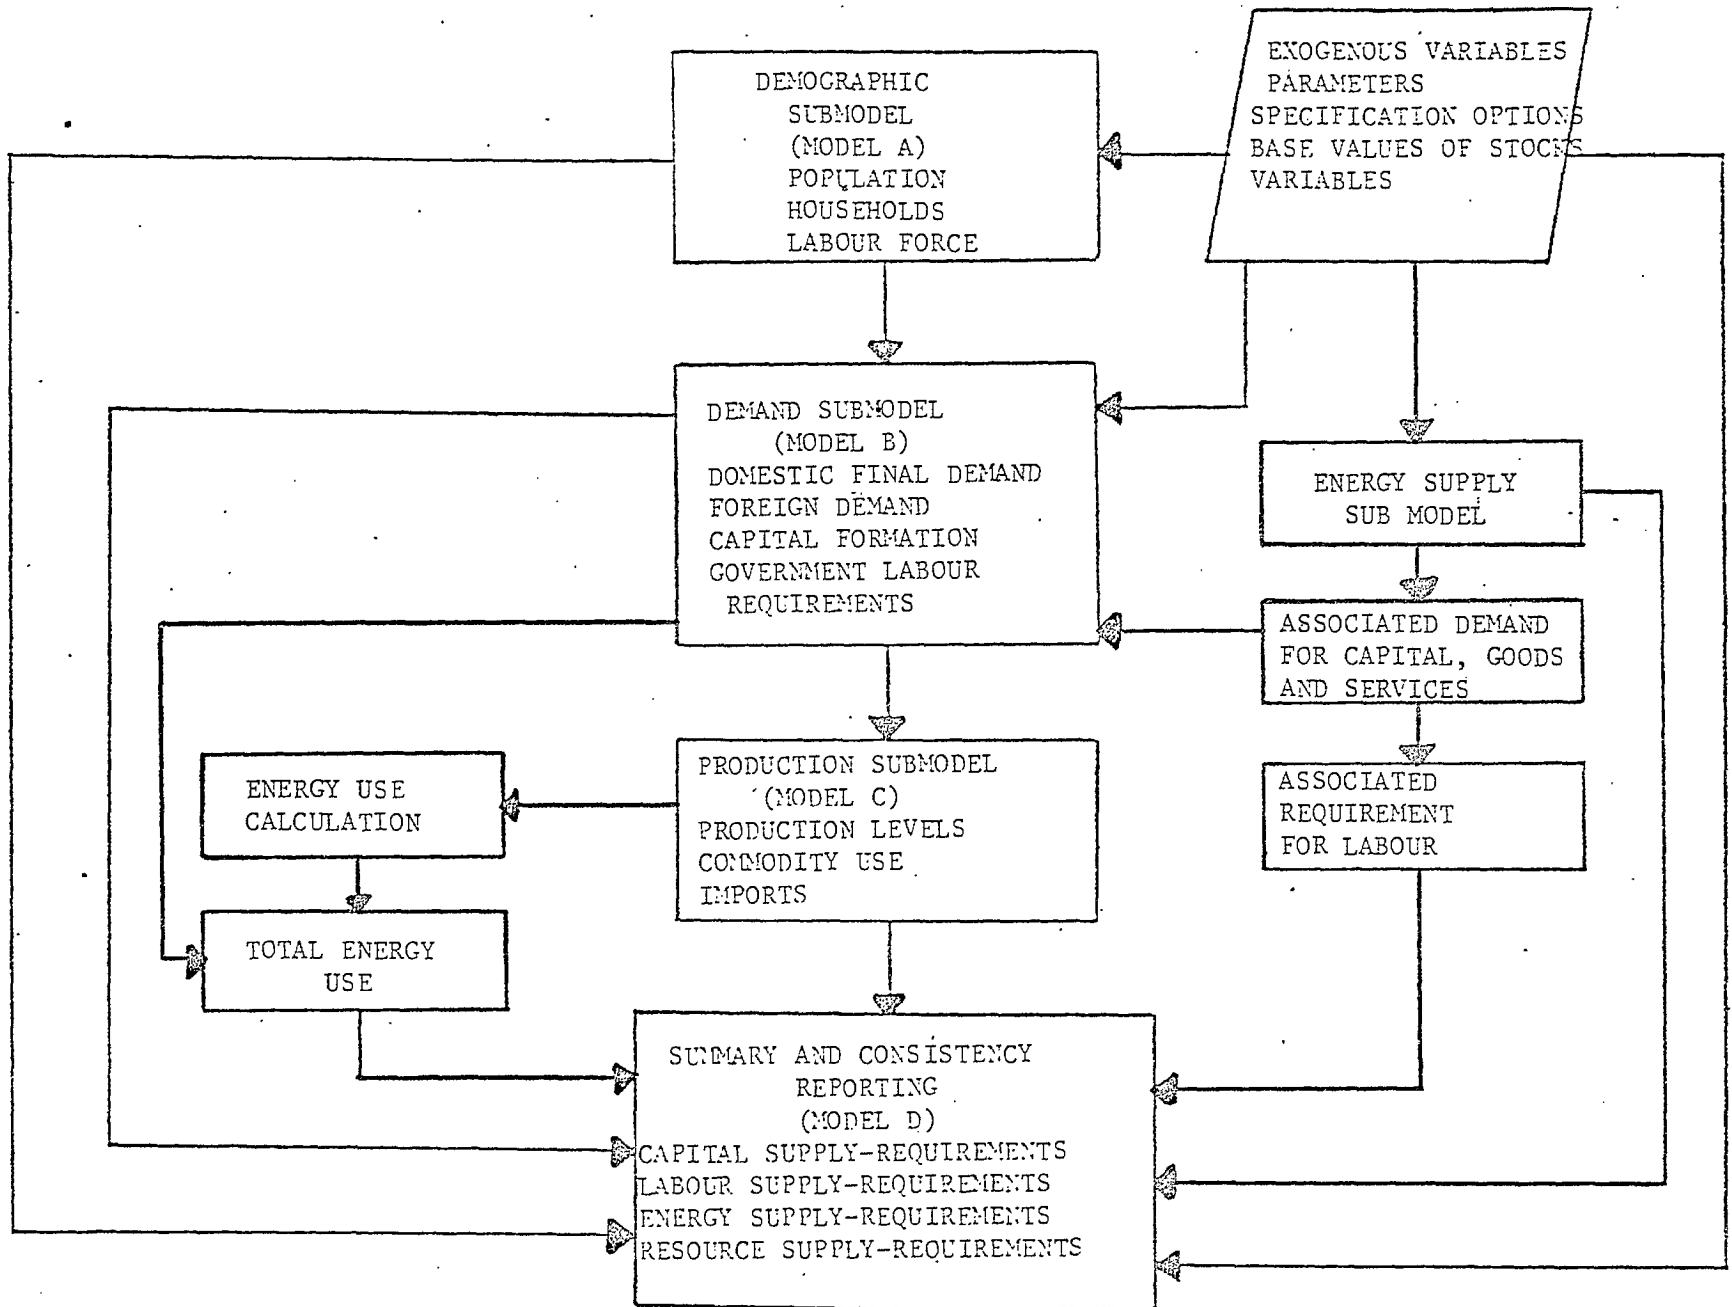 DEMOGRAPHIC
SUBMODEL
(MODEL A)
POPULATION
HOUSEHOLDS
LABOUR FORCE
EXOGENOUS VARIABLES
PARAMETERS
SPECIFICATION OPTIONS
BASE VALUES OF STOCKS
VARIABLES
DEMAND SUBMODEL
(MODEL B)
DOMESTIC FINAL DEMAND
FOREIGN DEMAND
CAPITAL FORMATION
GOVERNMENT LABOUR
REQUIREMENTS
ENERGY SUPPLY
SUB MODEL
ASSOCIATED DEMAND
FOR CAPITAL, GOODS
AND SERVICES
ENERGY USE
CALCULATION
PRODUCTION SUBMODEL
(MODEL C)
PRODUCTION LEVELS
COMMODITY USE
IMPORTS
ASSOCIATED
REQUIREMENT
FOR LABOUR
TOTAL ENERGY
USE
SUMMARY AND CONSISTENCY
REPORTING
(MODEL D)
CAPITAL SUPPLY-REQUIREMENTS
LABOUR SUPPLY-REQUIREMENTS
ENERGY SUPPLY-REQUIREMENTS
RESOURCE SUPPLY-REQUIREMENTS